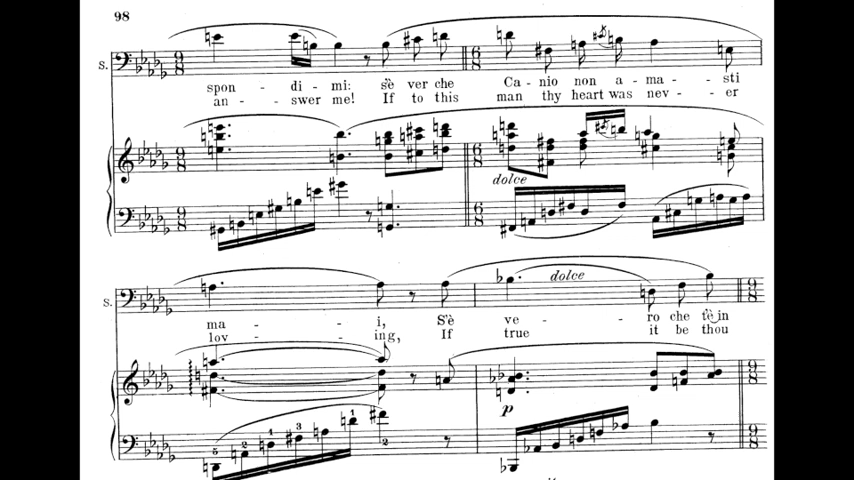 98
S.
spon - di - mi: s'è ver che Ca - nio non a - ma - sti
an - swer me! If to this man thy heart was nev - er
dolce
S.
dolce
ma - i, S'è ve - ro che t'è in
lov - ing, If true it be thou
p